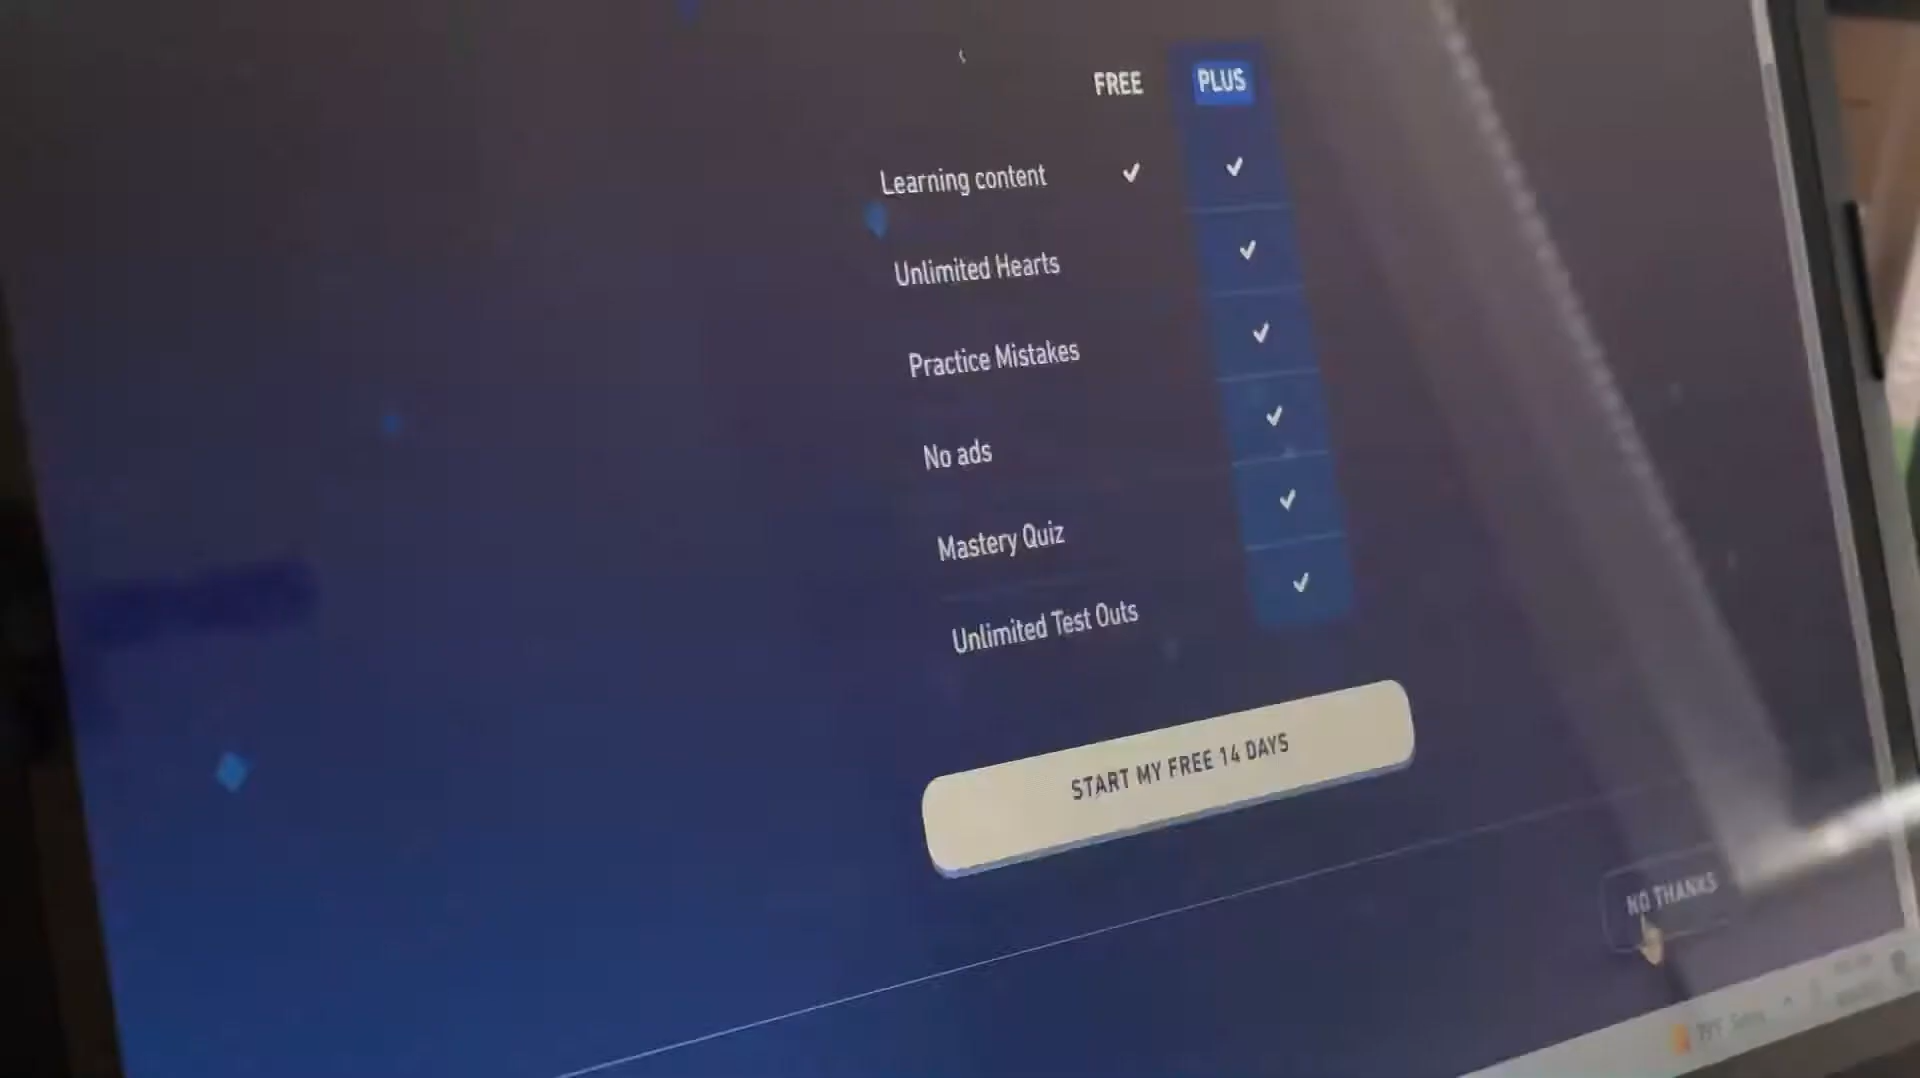 FREE PLUS
Learning content
Unlimited Hearts
Practice Mistakes
No ads
Mastery Quiz
Unlimited Test Outs
START MY FREE 14 DAYS
NO THANKS